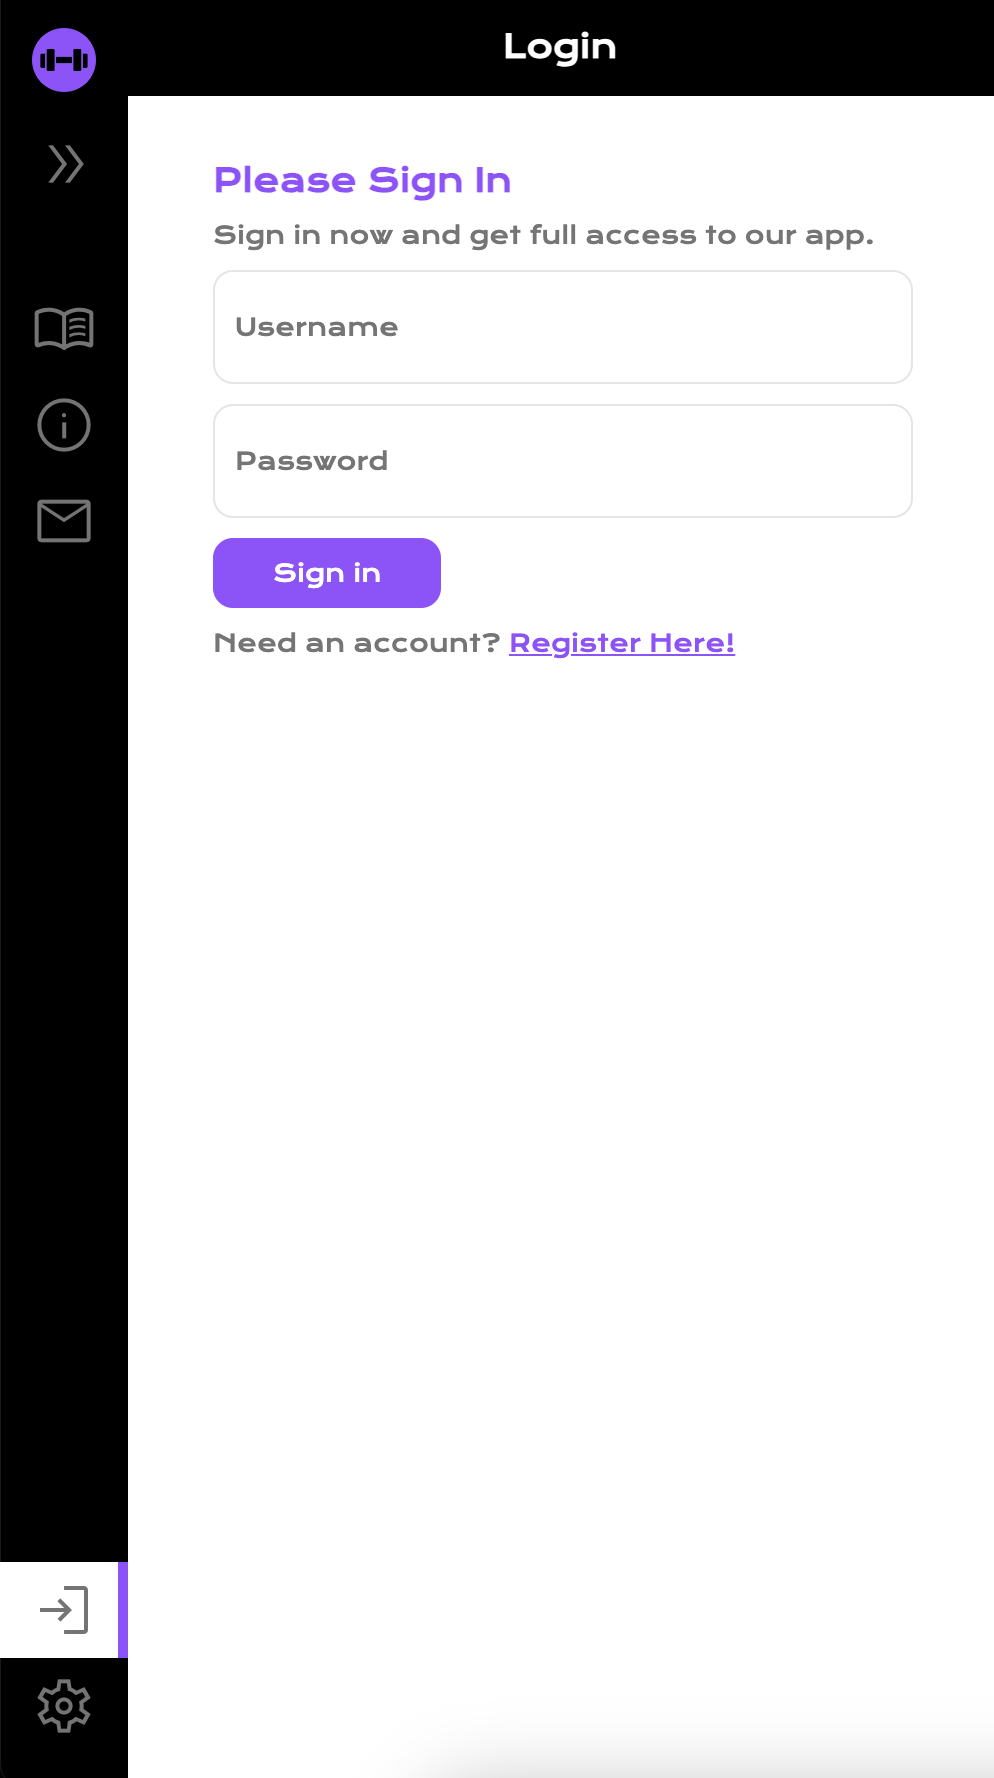 Login
Please Sign In
Sign in now and get full access to our app.
Username
Password
Sign in
Need an account? Register Here!